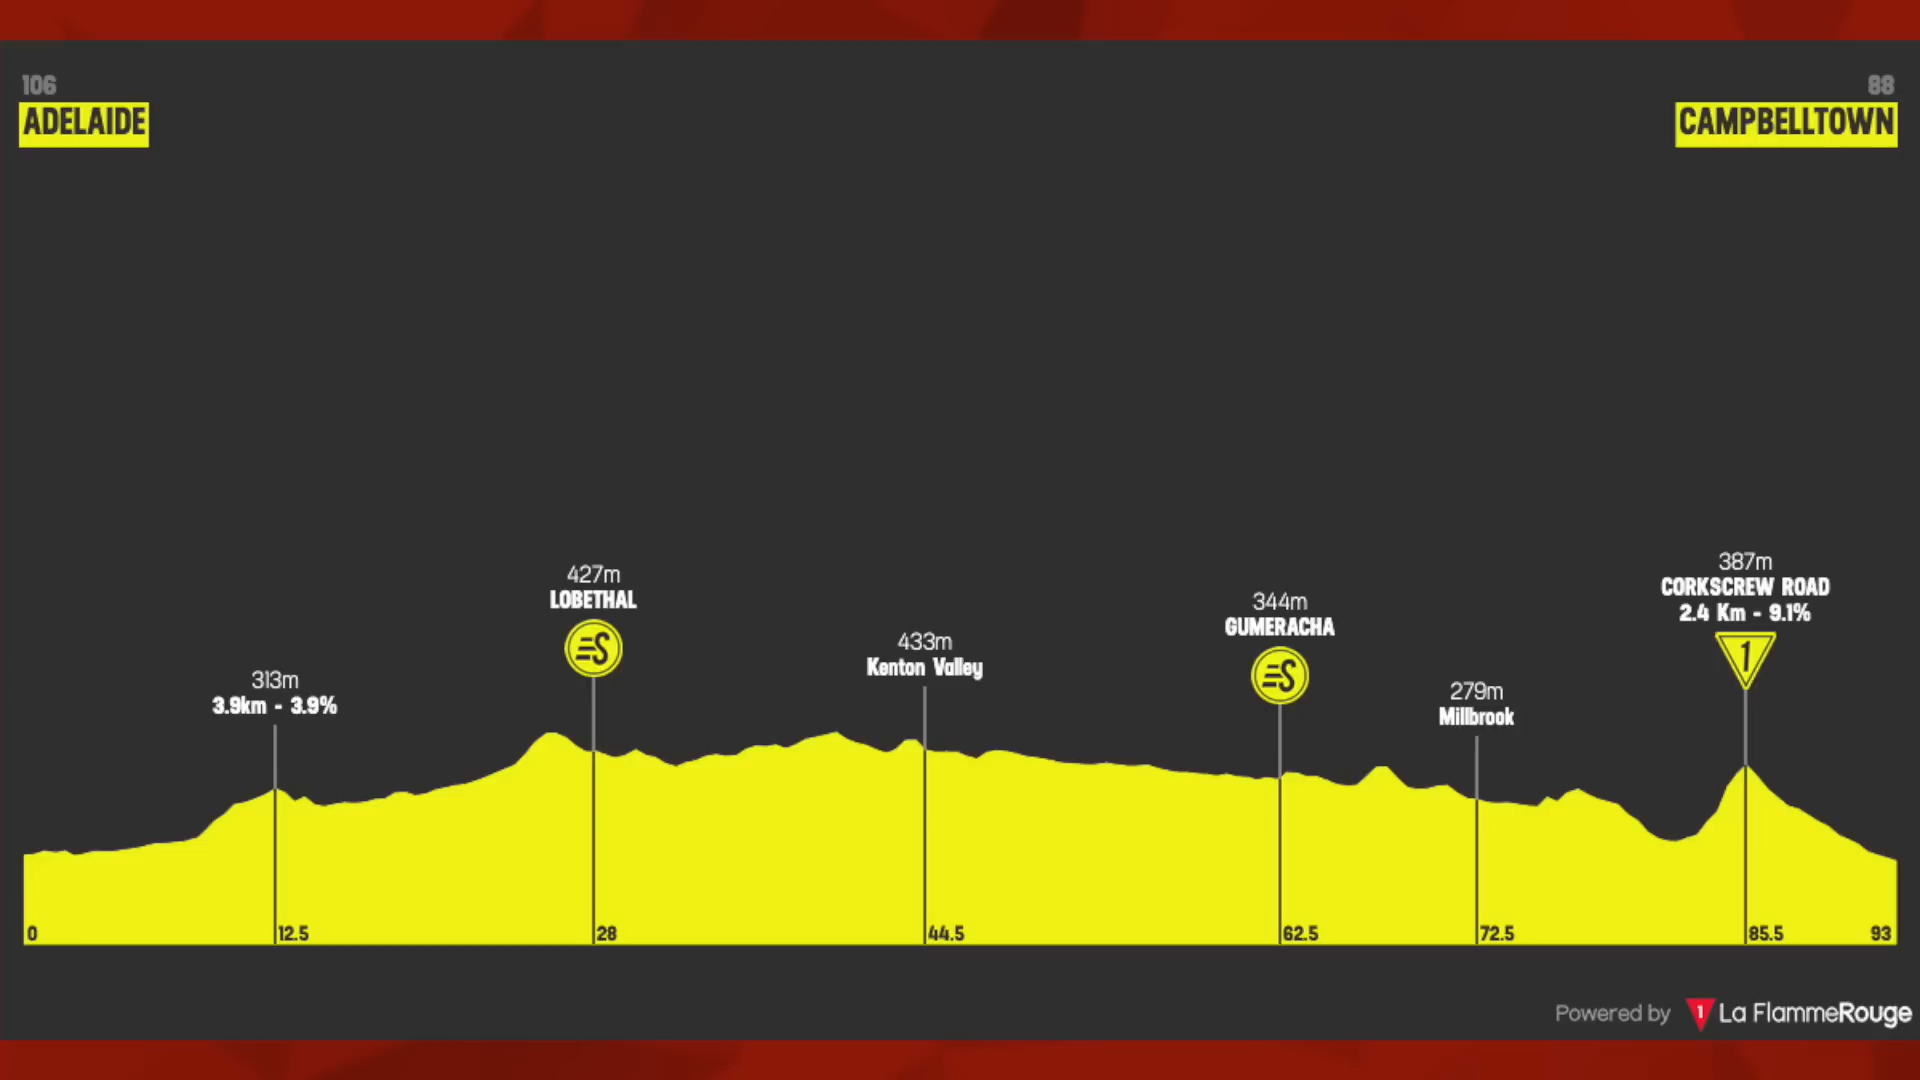 106
ADELAIDE
88
CAMPBELLTOWN
313m
3.9km - 3.9%
427m
LOBETHAL
S
433m
Kenton Valley
344m
GUMERACHA
S
279m
Millbrook
387m
CORKSCREW ROAD
2.4 Km - 9.1%
1
0
12.5
28
44.5
62.5
72.5
85.5
93
Powered by 1 La FlammeRouge